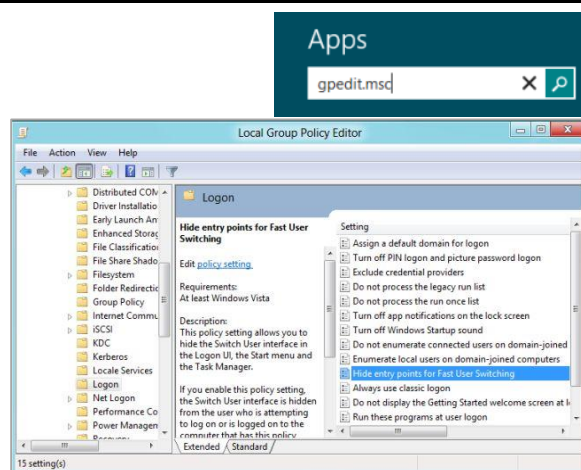 Apps
gpedit.msc
Local Group Policy Editor
File Action View Help
Distributed COM
Driver Installatio
Early Launch An
Enhanced Storag
File Classification
File Share Shado
Filesystem
Folder Redirectic
Group Policy
Internet Commu
iSCSI
KDC
Kerberos
Locale Services
Logon
Net Logon
Performance Co
Power Managem
Recovery
Logon
Hide entry points for Fast User
Switching
Edit policy setting
Requirements:
At least Windows Vista
Description:
This policy setting allows you to
hide the Switch User interface in
the Logon UI, the Start menu and
the Task Manager.
If you enable this policy setting,
the Switch User interface is hidden
from the user who is attempting
to log on or is logged on to the
computer that has this policy
Setting
Assign a default domain for logon
Turn off PIN logon and picture password logon
Exclude credential providers
Do not process the legacy run list
Do not process the run once list
Turn off app notifications on the lock screen
Turn off Windows Startup sound
Do not enumerate connected users on domain-joined
Enumerate local users on domain-joined computers
Hide entry points for Fast User Switching
Always use classic logon
Do not display the Getting Started welcome screen at l
Run these programs at user logon
Extended Standard
15 setting(s)